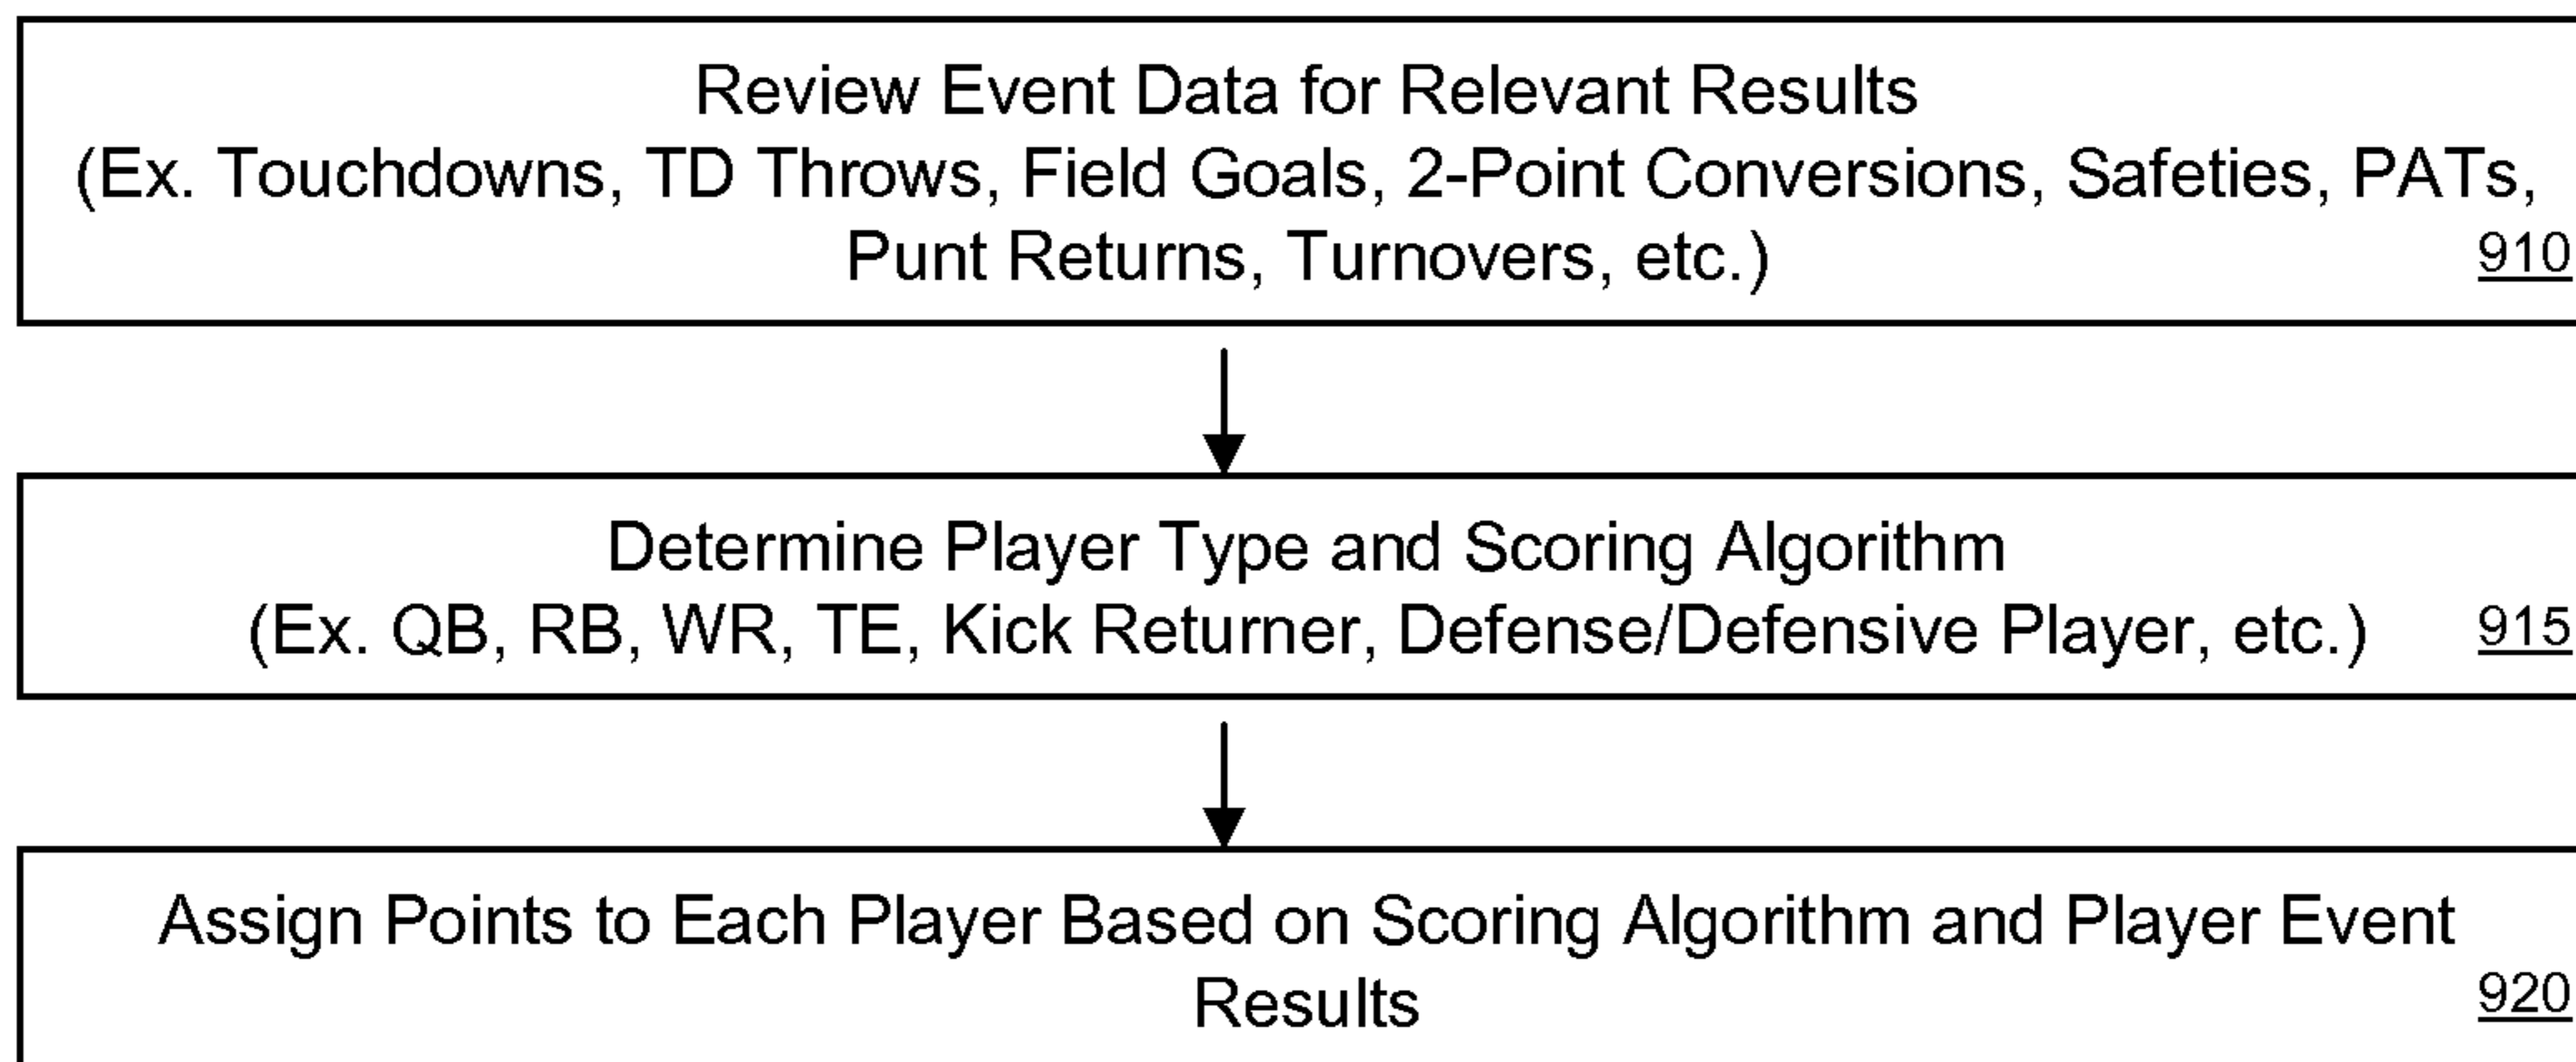 Review Event Data for Relevant Results
(Ex. Touchdowns, TD Throws, Field Goals, 2-Point Conversions, Safeties, PATs,
Punt Returns, Turnovers, etc.)
910
Determine Player Type and Scoring Algorithm
(Ex. QB, RB, WR, TE, Kick Returner, Defense/Defensive Player, etc.)
915
Assign Points to Each Player Based on Scoring Algorithm and Player Event
Results
920